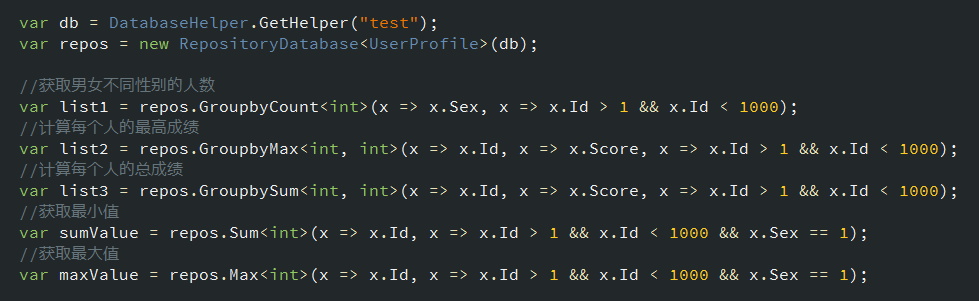 var db = DatabaseHelper.GetHelper("test");
var repos = new RepositoryDatabase<UserProfile>(db);
//获取男女不同性别的人数
var list1 = repos.GroupbyCount<int>(x => x.Sex, x => x.Id > 1 && x.Id < 1000);
//计算每个人的最高成绩
var list2 = repos.GroupbyMax<int, int>(x => x.Id, x => x.Score, x => x.Id > 1 && x.Id < 1000);
//计算每个人的总成绩
var list3 = repos.GroupbySum<int, int>(x => x.Id, x => x.Score, x => x.Id > 1 && x.Id < 1000);
//获取最小值
var sumValue = repos.Sum<int>(x => x.Id, x => x.Id > 1 && x.Id < 1000 && x.Sex == 1);
//获取最大值
var maxValue = repos.Max<int>(x => x.Id, x => x.Id > 1 && x.Id < 1000 && x.Sex == 1);